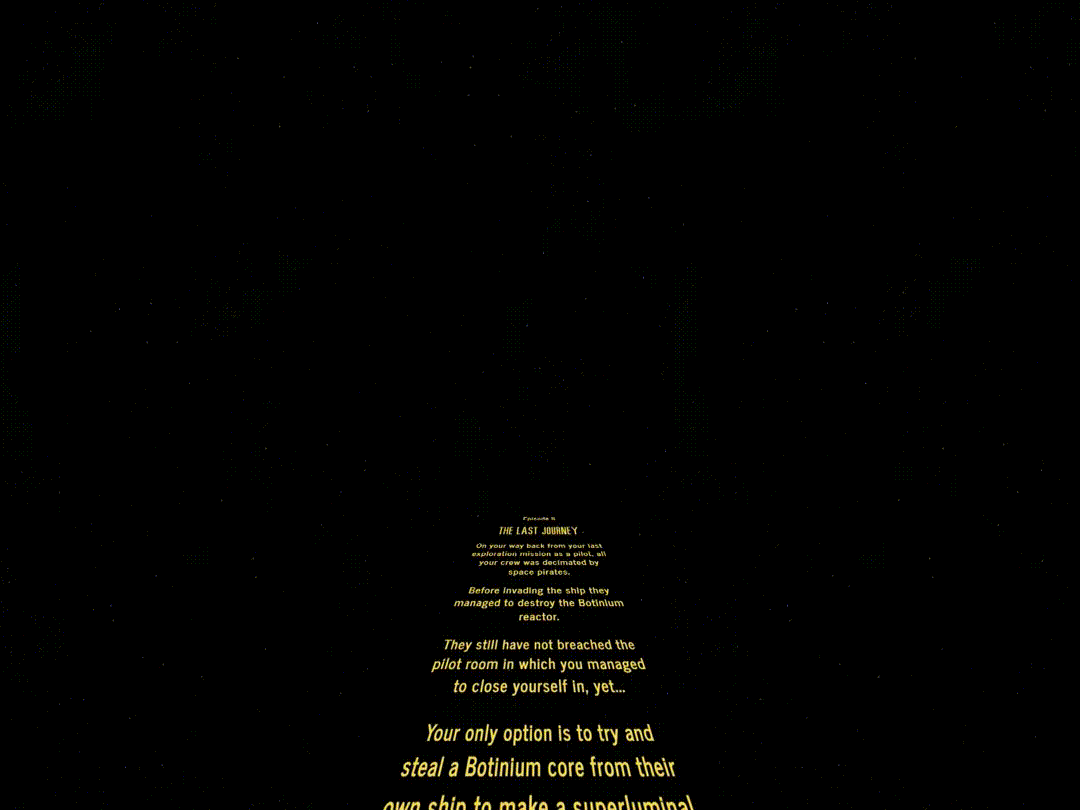 Episode
THE LAST JOURNEY
On your way back from your last
exploration mission as a pilot, all
your crew was decimated by
space pirates.
Before invading the ship they
managed to destroy the Botinium
reactor.
They still have not breached the
pilot room in which you managed
to close yourself in, yet...
Your only option is to try and
steal a Botinium core from their
own ship to make a superluminal